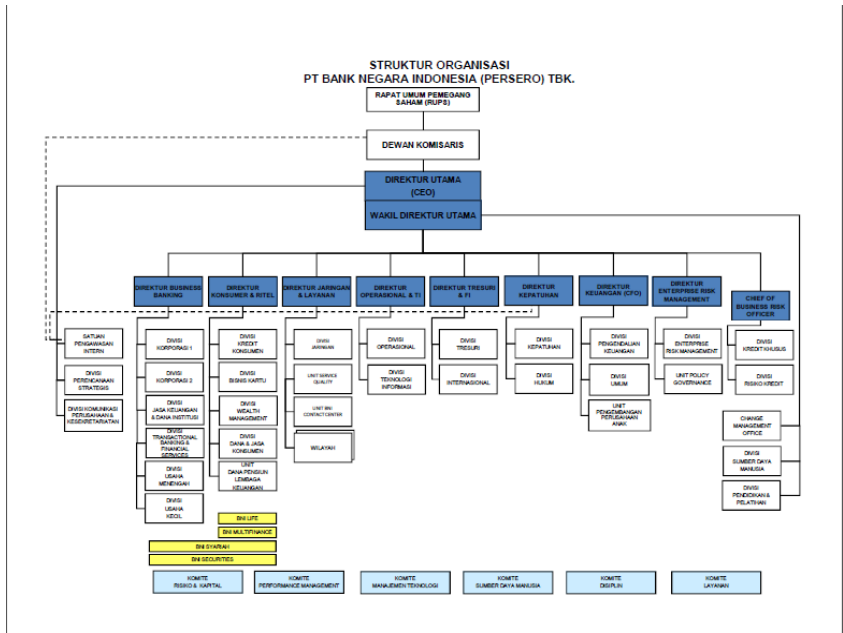 STRUKTUR ORGANISASI
PT BANK NEGARA INDONESIA (PERSERO) TBK.
RAPAT UMUM PEMEGANG
SAHAM (RUPS)
DEWAN KOMISARIS
DIREKTUR UTAMA
(CEO)
WAKIL DIREKTUR UTAMA
DIREKTUR BUSINESS
BANKING
DIREKTUR
KONSUMER & RITEL
DIREKTUR JARINGAN
& LAYANAN
DIREKTUR
OPERASIONAL & TI
DIREKTUR TRESURI
& FI
DIREKTUR
KEPATUHAN
DIREKTUR
KEUANGAN (CFO)
DIREKTUR
ENTERPRISE RISK
MANAGEMENT
CHIEF OF
BUSINESS RISK
OFFICER
SATUAN
PENGAWASAN
INTERN
DIVISI
PERENCANAAN
STRATEGIS
DIVISI KOMUNIKASI
PERUSAHAAN &
KESEKRETARIATAN
DIVISI
KORPORASI 1
DIVISI
KORPORASI 2
DIVISI
JASA KEUANGAN
& DANA INSTITUSI
DIVISI
TRANSACTIONAL
BANKING &
FINANCIAL
SERVICES
DIVISI
USAHA
MENENGAH
DIVISI
USAHA
KECIL
DIVISI
KREDIT
KONSUMEN
DIVISI
BISNIS KARTU
DIVISI
WEALTH
MANAGEMENT
DIVISI
DANA & JASA
KONSUMEN
UNIT
DANA PENSIUN
LEMBAGA
KEUANGAN
DIVISI
JARINGAN
UNIT SERVICE
QUALITY
UNIT BNI
CONTACT CENTER
WILAYAH
DIVISI
OPERASIONAL
DIVISI
TEKNOLOGI
INFORMASI
DIVISI
TRESURI
DIVISI
INTERNASIONAL
DIVISI
KEPATUHAN
DIVISI
HUKUM
DIVISI
PENGENDALIAN
KEUANGAN
DIVISI
UMUM
UNIT
PENGEMBANGAN
PERUSAHAAN
ANAK
DIVISI
ENTERPRISE
RISK MANAGEMENT
UNIT POLICY
GOVERNANCE
DIVISI
KREDIT KHUSUS
DIVISI
RISIKO KREDIT
CHANGE
MANAGEMENT
OFFICE
DIVISI
SUMBER DAYA
MANUSIA
DIVISI
PENDIDIKAN &
PELATIHAN
BNI LIFE
BNI MULTIFINANCE
BNI SYARIAH
BNI SECURITIES
KOMITE
RISIKO & KAPITAL
KOMITE
PERFORMANCE MANAGEMENT
KOMITE
MANAJEMEN TEKNOLOGI
KOMITE
SUMBER DAYA MANUSIA
KOMITE
DISIPLIN
KOMITE
LAYANAN